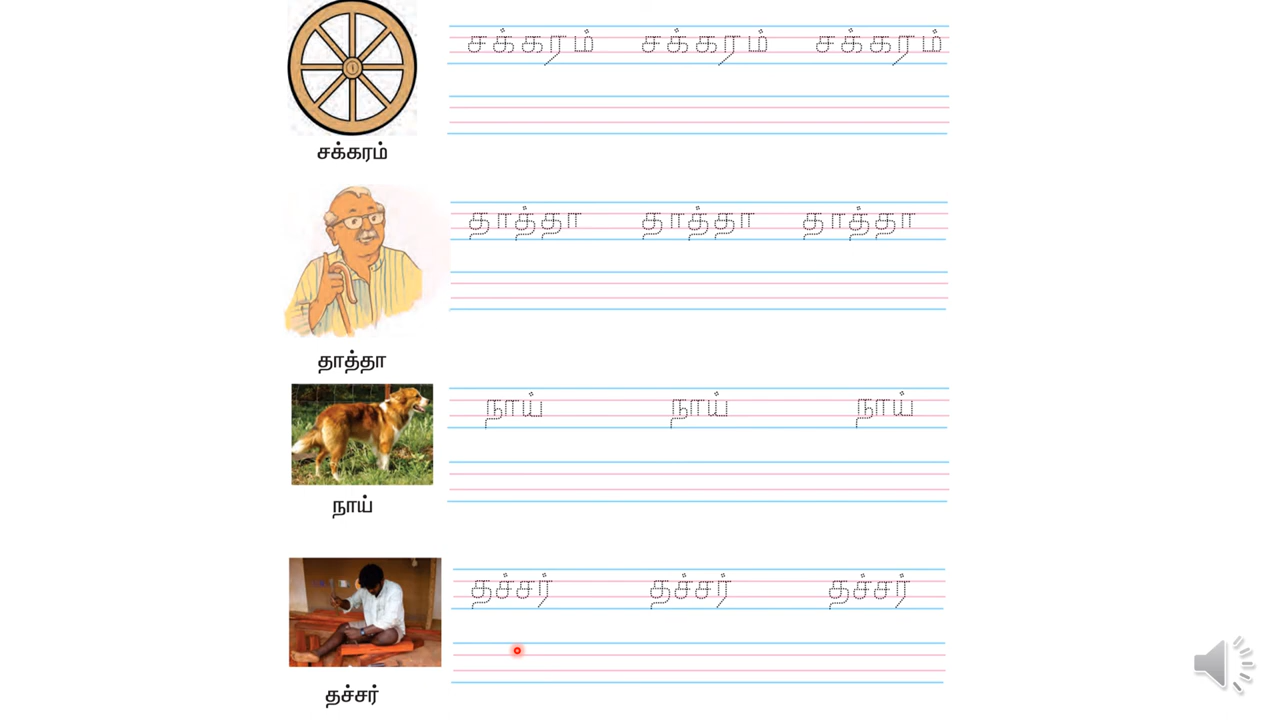 சக்கரம் சக்கரம் சக்கரம்
சக்கரம்
தாத்தா தாத்தா தாத்தா
தாத்தா
நாய் நாய் நாய்
நாய்
தச்சர் தச்சர் தச்சர்
தச்சர்